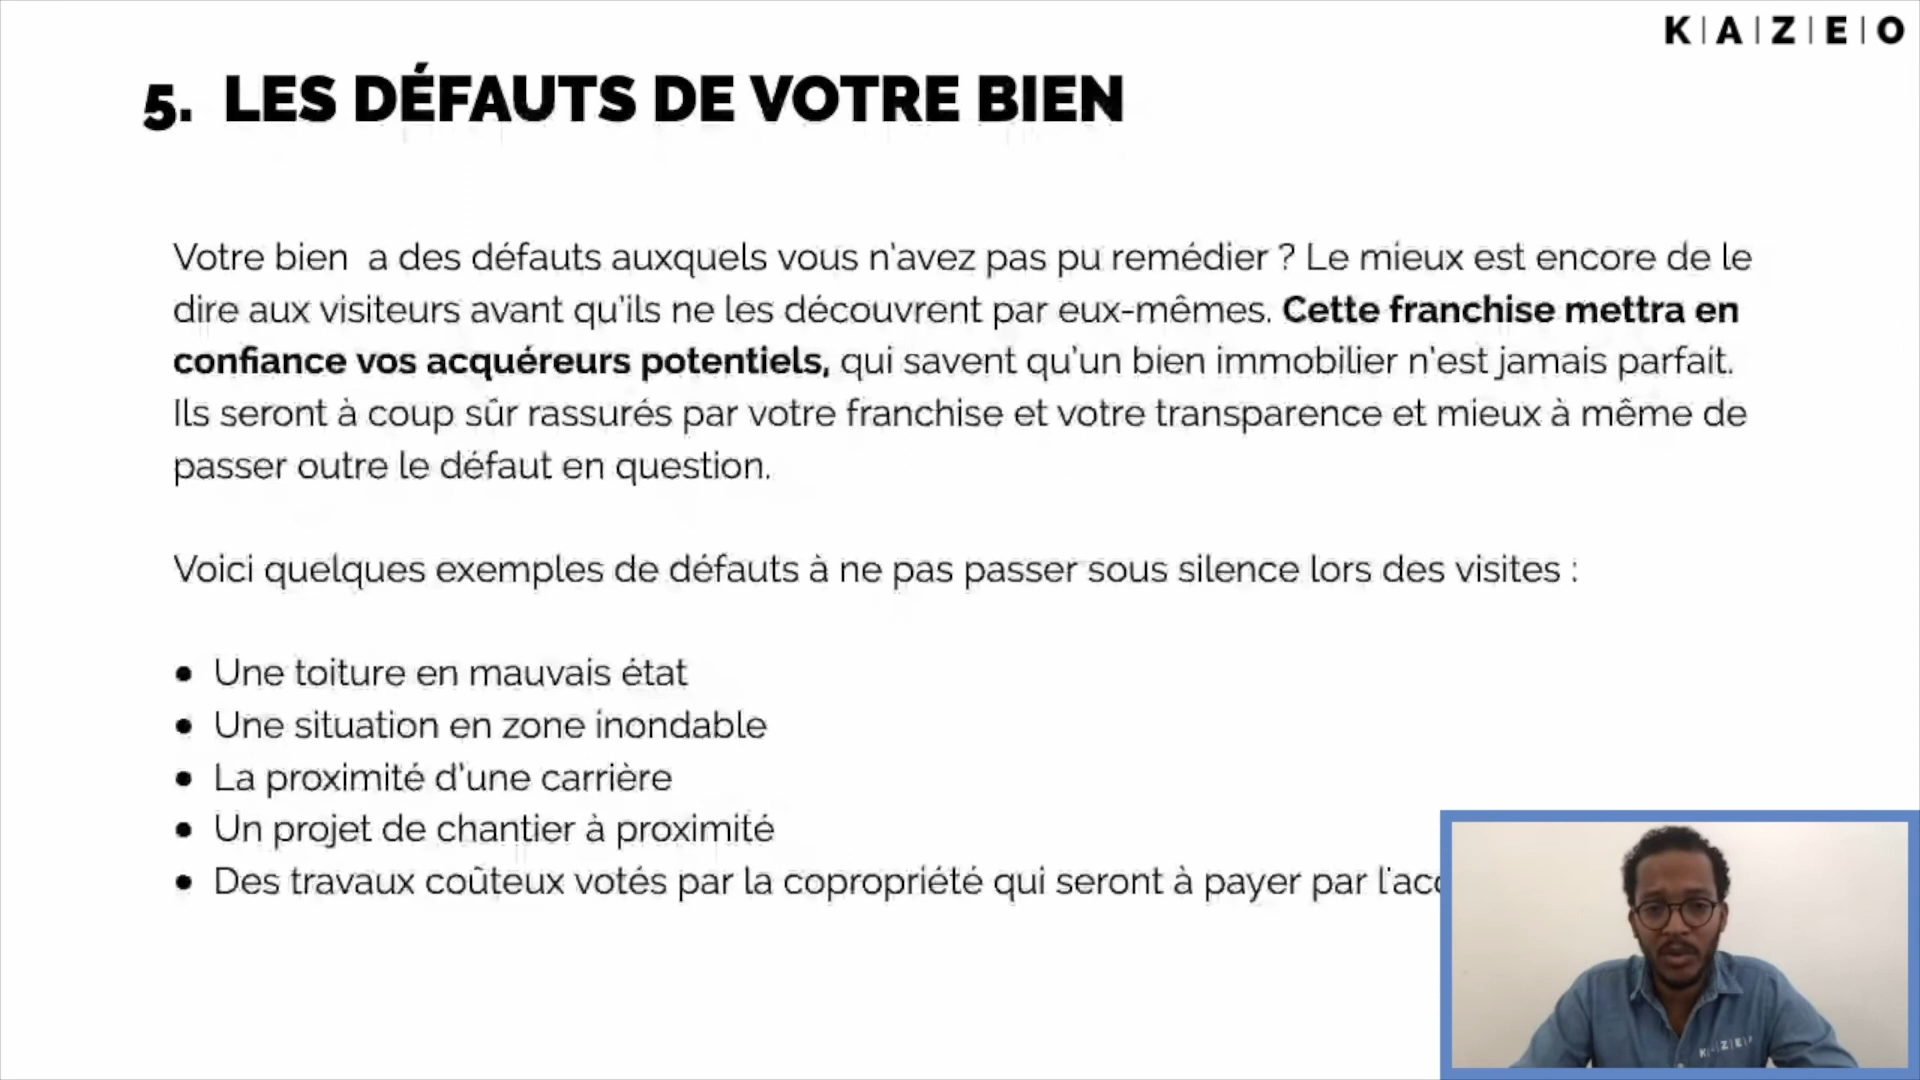 K|A|Z|E|O
5. LES DÉFAUTS DE VOTRE BIEN
Votre bien a des défauts auxquels vous n'avez pas pu remédier ? Le mieux est encore de le
dire aux visiteurs avant qu'ils ne les découvrent par eux-mêmes. Cette franchise mettra en
confiance vos acquéreurs potentiels, qui savent qu'un bien immobilier n'est jamais parfait.
Ils seront à coup sûr rassurés par votre franchise et votre transparence et mieux à même de
passer outre le défaut en question.
Voici quelques exemples de défauts à ne pas passer sous silence lors des visites :
• Une toiture en mauvais état
• Une situation en zone inondable
• La proximité d'une carrière
• Un projet de chantier à proximité
• Des travaux coûteux votés par la copropriété qui seront à payer par